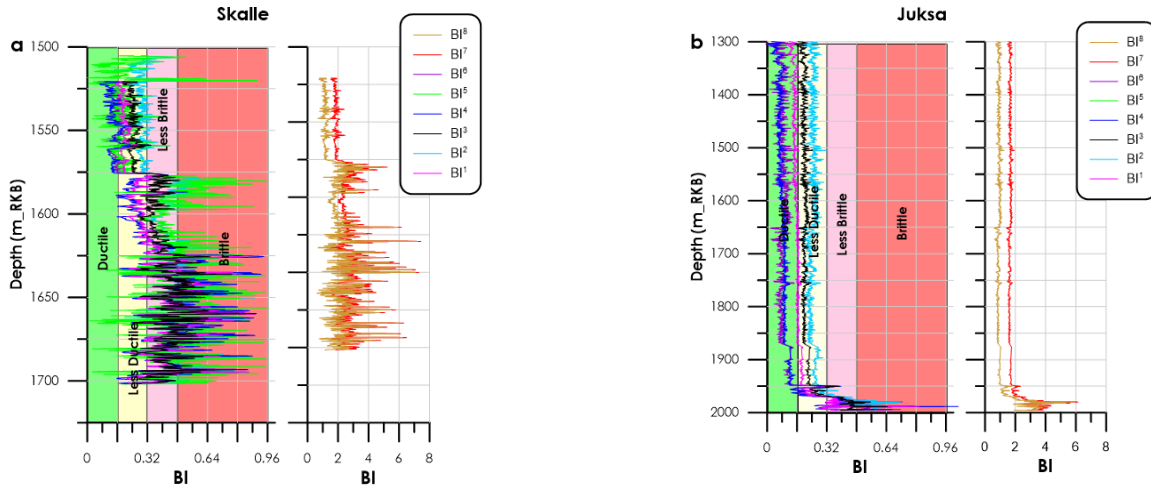 Skalle
a
1500
1550
1600
1650
1700
Depth (m_RKB)
Ductile
Less Ductile
Less Brittle
Brittle
0 0.32 0.64 0.96
BI
0 2 4 6 8
BI
BI⁸
BI⁷
BI⁶
BI⁵
BI⁴
BI³
BI²
BI¹
Juksa
b
1300
1400
1500
1600
1700
1800
1900
2000
Depth (m_RKB)
Ductile
Less Ductile
Less Brittle
Brittle
0 0.32 0.64 0.96
BI
0 2 4 6 8
BI
BI⁸
BI⁷
BI⁶
BI⁵
BI⁴
BI³
BI²
BI¹